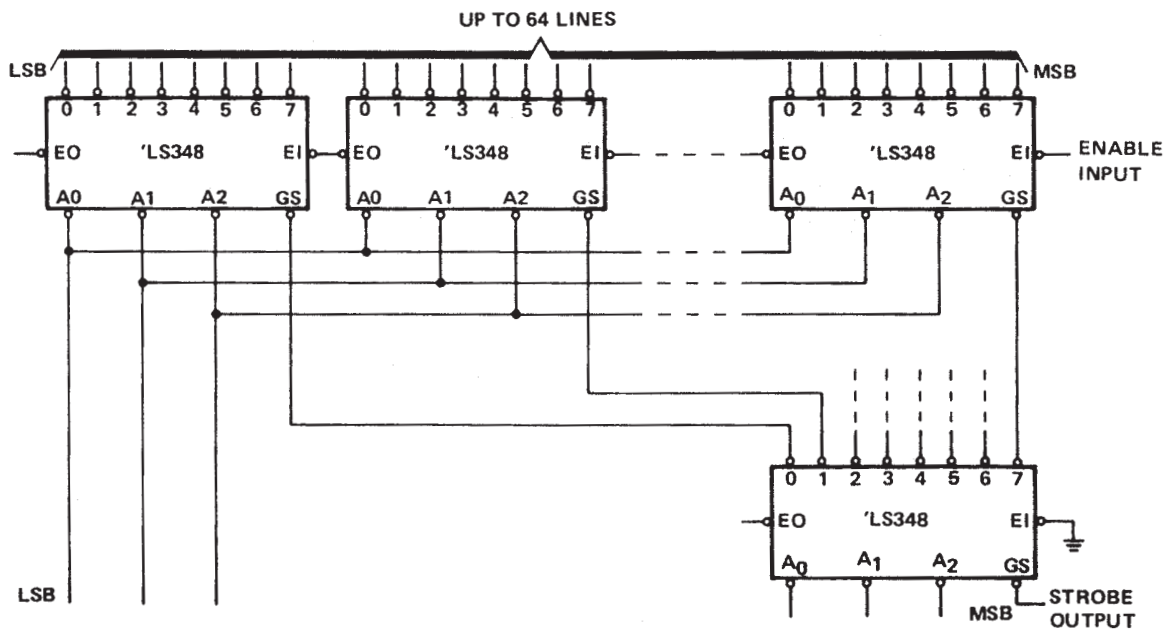 UP TO 64 LINES
LSB
MSB
0 1 2 3 4 5 6 7
0 1 2 3 4 5 6 7
0 1 2 3 4 5 6 7
EO 'LS348 EI
EO 'LS348 EI
EO 'LS348 EI
ENABLE
INPUT
A0 A1 A2 GS
A0 A1 A2 GS
A0 A1 A2 GS
0 1 2 3 4 5 6 7
EO 'LS348 EI
A0 A1 A2 GS
LSB
MSB
STROBE
OUTPUT